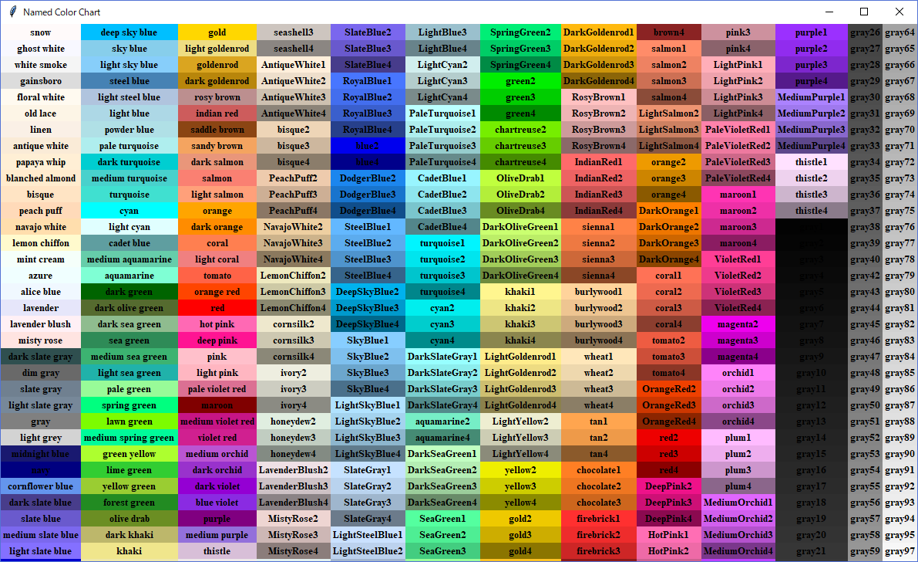 Named Color Chart
snow
ghost white
white smoke
gainsboro
floral white
old lace
linen
antique white
papaya whip
blanched almond
bisque
peach puff
navajo white
lemon chiffon
mint cream
azure
alice blue
lavender
lavender blush
misty rose
dark slate gray
dim gray
slate gray
light slate gray
gray
light grey
midnight blue
navy
cornflower blue
dark slate blue
slate blue
medium slate blue
light slate blue
deep sky blue
sky blue
light sky blue
steel blue
light steel blue
light blue
powder blue
pale turquoise
dark turquoise
medium turquoise
turquoise
cyan
light cyan
cadet blue
medium aquamarine
aquamarine
dark green
dark olive green
dark sea green
sea green
medium sea green
light sea green
pale green
spring green
lawn green
medium spring green
green yellow
lime green
yellow green
forest green
olive drab
dark khaki
khaki
gold
light goldenrod
goldenrod
dark goldenrod
rosy brown
indian red
saddle brown
sandy brown
dark salmon
salmon
light salmon
orange
dark orange
coral
light coral
tomato
orange red
red
hot pink
deep pink
pink
light pink
pale violet red
maroon
medium violet red
violet red
medium orchid
dark orchid
dark violet
blue violet
purple
medium purple
thistle
seashell3
seashell4
AntiqueWhite1
AntiqueWhite2
AntiqueWhite3
AntiqueWhite4
bisque2
bisque3
bisque4
PeachPuff2
PeachPuff3
PeachPuff4
NavajoWhite2
NavajoWhite3
NavajoWhite4
LemonChiffon2
LemonChiffon3
LemonChiffon4
cornsilk2
cornsilk3
cornsilk4
ivory2
ivory3
ivory4
honeydew2
honeydew3
honeydew4
LavenderBlush2
LavenderBlush3
LavenderBlush4
MistyRose2
MistyRose3
MistyRose4
SlateBlue2
SlateBlue3
SlateBlue4
RoyalBlue1
RoyalBlue2
RoyalBlue3
RoyalBlue4
blue2
blue4
DodgerBlue2
DodgerBlue3
DodgerBlue4
SteelBlue1
SteelBlue2
SteelBlue3
SteelBlue4
DeepSkyBlue2
DeepSkyBlue3
DeepSkyBlue4
SkyBlue1
SkyBlue2
SkyBlue3
SkyBlue4
LightSkyBlue1
LightSkyBlue2
LightSkyBlue3
LightSkyBlue4
SlateGray1
SlateGray2
SlateGray3
SlateGray4
LightSteelBlue1
LightSteelBlue2
LightBlue3
LightBlue4
LightCyan2
LightCyan3
LightCyan4
PaleTurquoise1
PaleTurquoise2
PaleTurquoise3
PaleTurquoise4
CadetBlue1
CadetBlue2
CadetBlue3
CadetBlue4
turquoise1
turquoise2
turquoise3
turquoise4
cyan2
cyan3
cyan4
DarkSlateGray1
DarkSlateGray2
DarkSlateGray3
DarkSlateGray4
aquamarine2
aquamarine4
DarkSeaGreen1
DarkSeaGreen2
DarkSeaGreen3
DarkSeaGreen4
SeaGreen1
SeaGreen2
SeaGreen3
SpringGreen2
SpringGreen3
SpringGreen4
green2
green3
green4
chartreuse2
chartreuse3
chartreuse4
OliveDrab1
OliveDrab2
OliveDrab4
DarkOliveGreen1
DarkOliveGreen2
DarkOliveGreen3
DarkOliveGreen4
khaki1
khaki2
khaki3
khaki4
LightGoldenrod1
LightGoldenrod2
LightGoldenrod3
LightGoldenrod4
LightYellow2
LightYellow3
LightYellow4
yellow2
yellow3
yellow4
gold2
gold3
gold4
DarkGoldenrod1
DarkGoldenrod2
DarkGoldenrod3
DarkGoldenrod4
RosyBrown1
RosyBrown2
RosyBrown3
RosyBrown4
IndianRed1
IndianRed2
IndianRed3
IndianRed4
sienna1
sienna2
sienna3
sienna4
burlywood1
burlywood2
burlywood3
burlywood4
wheat1
wheat2
wheat3
wheat4
tan1
tan2
tan4
chocolate1
chocolate2
chocolate3
firebrick1
firebrick2
firebrick3
brown4
salmon1
salmon2
salmon3
salmon4
LightSalmon2
LightSalmon3
LightSalmon4
orange2
orange3
orange4
DarkOrange1
DarkOrange2
DarkOrange3
DarkOrange4
coral1
coral2
coral3
coral4
tomato2
tomato3
tomato4
OrangeRed2
OrangeRed3
OrangeRed4
red2
red3
red4
DeepPink2
DeepPink3
DeepPink4
HotPink1
HotPink2
pink3
pink4
LightPink1
LightPink2
LightPink3
LightPink4
PaleVioletRed1
PaleVioletRed2
PaleVioletRed3
PaleVioletRed4
maroon1
maroon2
maroon3
maroon4
VioletRed1
VioletRed2
VioletRed3
VioletRed4
magenta2
magenta3
magenta4
orchid1
orchid2
orchid3
orchid4
plum1
plum2
plum3
plum4
MediumOrchid1
MediumOrchid2
MediumOrchid3
MediumOrchid4
purple1
purple2
purple3
purple4
MediumPurple1
MediumPurple2
MediumPurple3
MediumPurple4
thistle1
thistle2
thistle3
thistle4
gray3
gray4
gray5
gray6
gray7
gray8
gray9
gray10
gray11
gray12
gray13
gray14
gray15
gray16
gray17
gray18
gray19
gray20
gray21
gray26
gray27
gray28
gray29
gray30
gray31
gray32
gray33
gray34
gray35
gray36
gray37
gray38
gray39
gray40
gray42
gray43
gray44
gray45
gray46
gray47
gray48
gray49
gray50
gray51
gray52
gray53
gray54
gray55
gray56
gray57
gray58
gray59
gray64
gray65
gray66
gray67
gray68
gray69
gray70
gray71
gray72
gray73
gray74
gray75
gray76
gray77
gray78
gray79
gray80
gray81
gray82
gray83
gray84
gray85
gray86
gray87
gray88
gray89
gray90
gray91
gray92
gray93
gray94
gray95
gray97